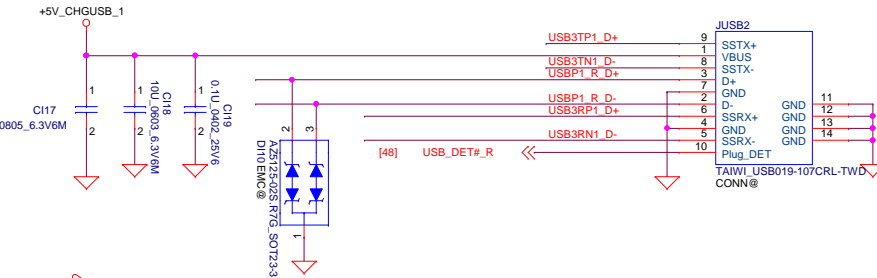 +5V_CHGUSB_1
JUSB2
USB3TP1_D+
9
SSTX+
1
VBUS
USB3TN1_D-
8
SSTX-
USBP1_R_D+
3
D+
7
GND
USBP1_R_D-
2
D-
GND
11
USB3RP1_D+
6
SSRX+
GND
12
4
GND
GND
13
USB3RN1_D-
5
SSRX-
GND
14
[48]
USB_DET#_R
10
Plug_DET
TAIWI_USB019-107CRL-TWD
CONN@
1
CI17
0805_6.3V6M
2
1
CI18
10U_0603_6.3V6M
2
1
CI19
0.1U_0402_25V6
2
2
3
AZ5125-02S.R7G_SOT23-3
DI10EMC@
1